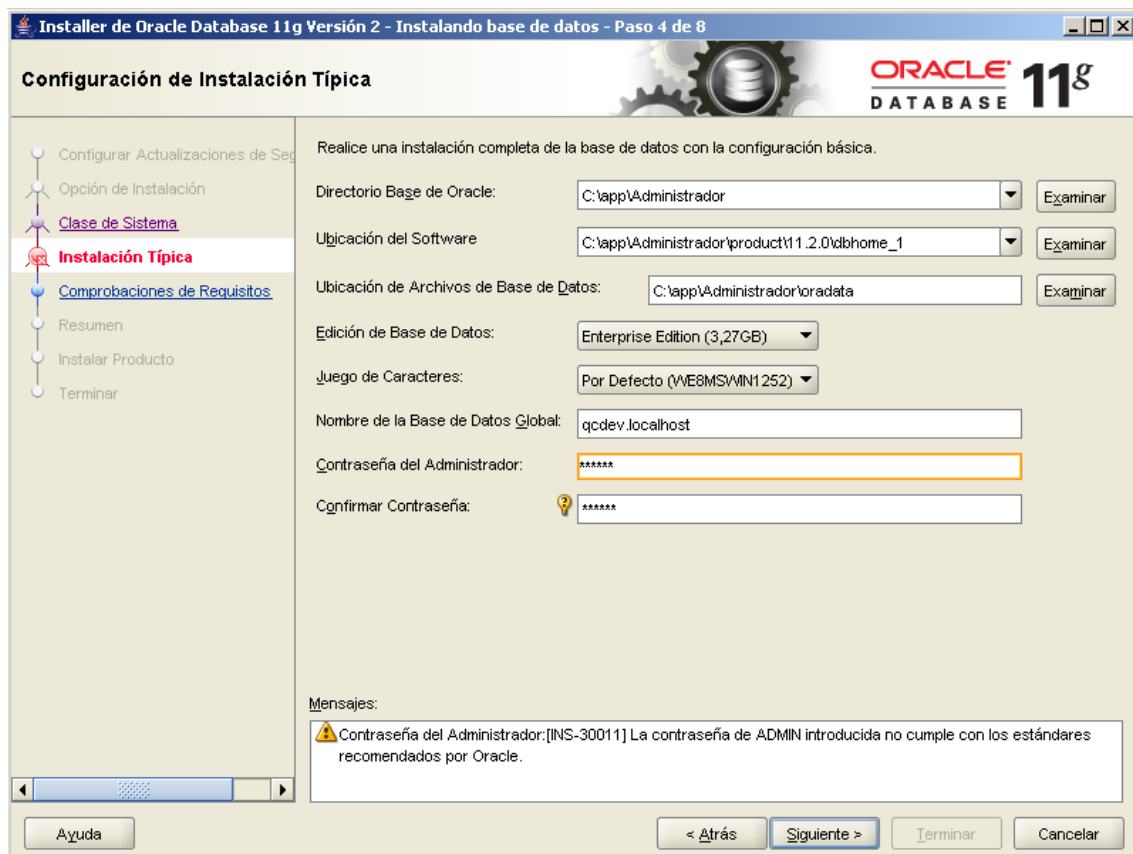 Installer de Oracle Database 11g Versión 2 - Instalando base de datos - Paso 4 de 8
Configuración de Instalación Típica
ORACLE
DATABASE
11g
Configurar Actualizaciones de Seg
Opción de Instalación
Clase de Sistema
Instalación Típica
Comprobaciones de Requisitos
Resumen
Instalar Producto
Terminar
Realice una instalación completa de la base de datos con la configuración básica.
Directorio Base de Oracle: C:\app\Administrador Examinar
Ubicación del Software C:\app\Administrador\product\11.2.0\dbhome_1 Examinar
Ubicación de Archivos de Base de Datos: C:\app\Administrador\oradata Examinar
Edición de Base de Datos: Enterprise Edition (3,27GB)
Juego de Caracteres: Por Defecto (WE8MSWIN1252)
Nombre de la Base de Datos Global: qcdev.localhost
Contraseña del Administrador: ******
Confirmar Contraseña: ******
Mensajes:
Contraseña del Administrador:[INS-30011] La contraseña de ADMIN introducida no cumple con los estándares
recomendados por Oracle.
Ayuda < Atrás Siguiente > Terminar Cancelar